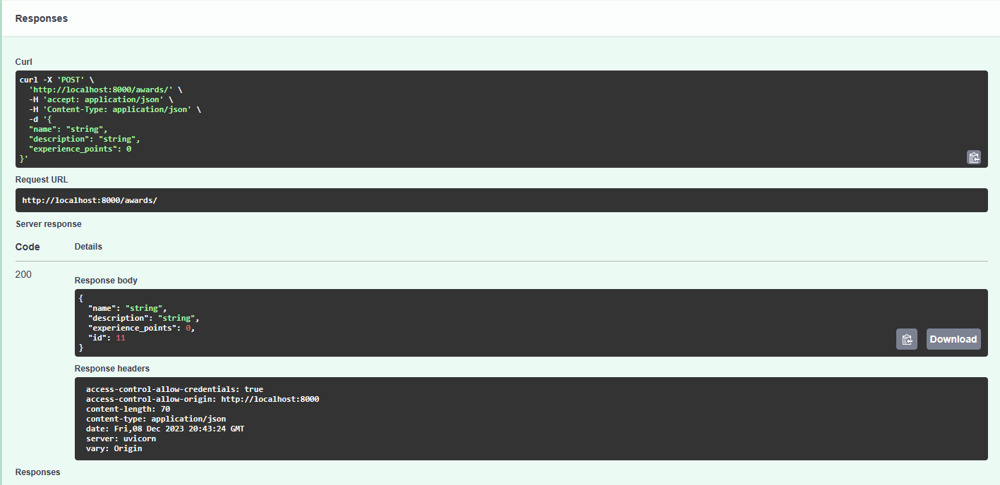 Responses
Curl
curl -X 'POST' \
  'http://localhost:8000/awards/' \
  -H 'accept: application/json' \
  -H 'Content-Type: application/json' \
  -d '{
  "name": "string",
  "description": "string",
  "experience_points": 0
}'
Request URL
http://localhost:8000/awards/
Server response
Code Details
200
Response body
{
  "name": "string",
  "description": "string",
  "experience_points": 0,
  "id": 11
}
Download
Response headers
access-control-allow-credentials: true
access-control-allow-origin: http://localhost:8000
content-length: 70
content-type: application/json
date: Fri,08 Dec 2023 20:43:24 GMT
server: uvicorn
vary: Origin
Responses